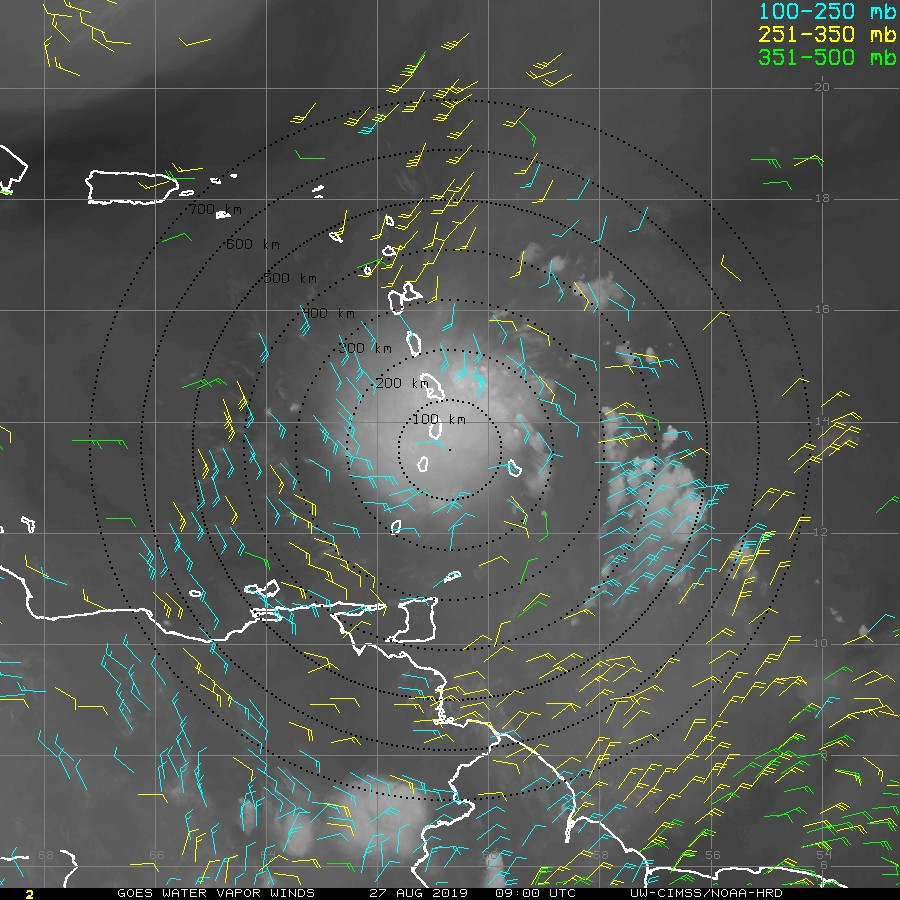 100-250 mb
251-350 mb
351-500 mb
20
18
700 km
600 km
500 km
16
400 km
300 km
200 km
100 km
14
12
10
68
66
58
56
54
2 GOES WATER VAPOR WINDS 27 AUG 2019 09:00 UTC UW-CIMSS/NOAA-HRD